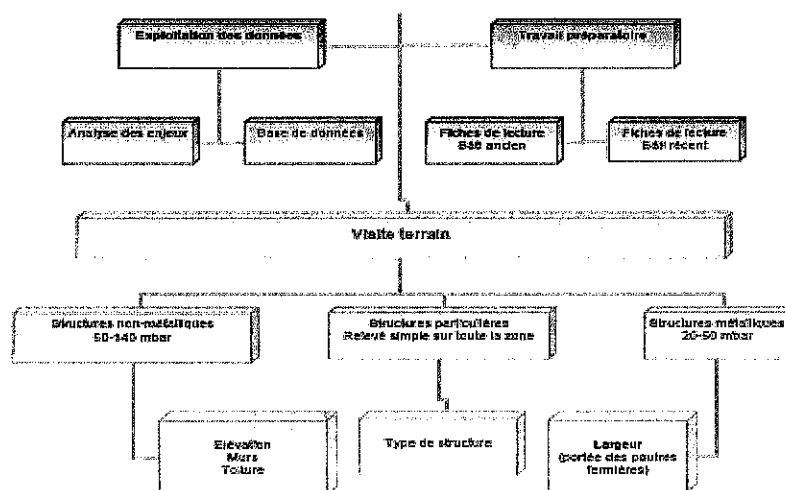 Exploitation des données
Travail préparatoire
Analyse des enjeux
Base de données
Fiches de lecture
Bâti ancien
Fiches de lecture
Bâti récent
Visite terrain
Structures non-métalliques
50-140 mbar
Structures particulières
Relevé simple sur toute la zone
Structures métalliques
20-50 mbar
Elévation
Murs
Toiture
Type de structure
Largeur
(portée des poutres
fermières)